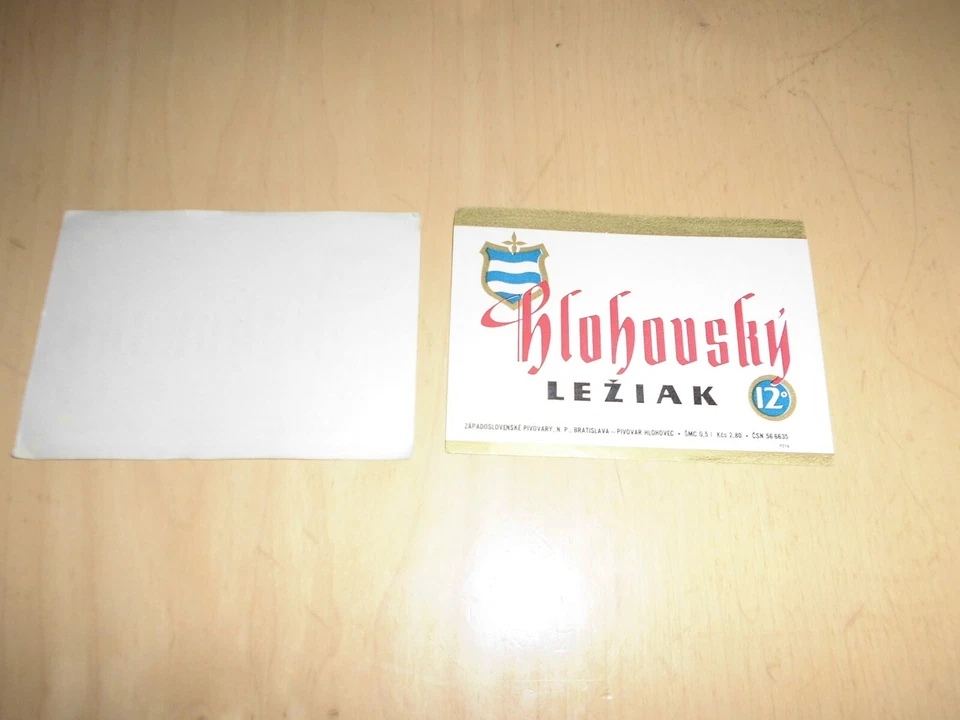 hlohovský
LEŽIAK
12°
ZÁPADOSLOVENSKÉ PIVOVARY, N. P., BRATISLAVA – PIVOVAR HLOHOVEC • ŠMC 0,5 l Kčs 2,80 • ČSN 56 6635